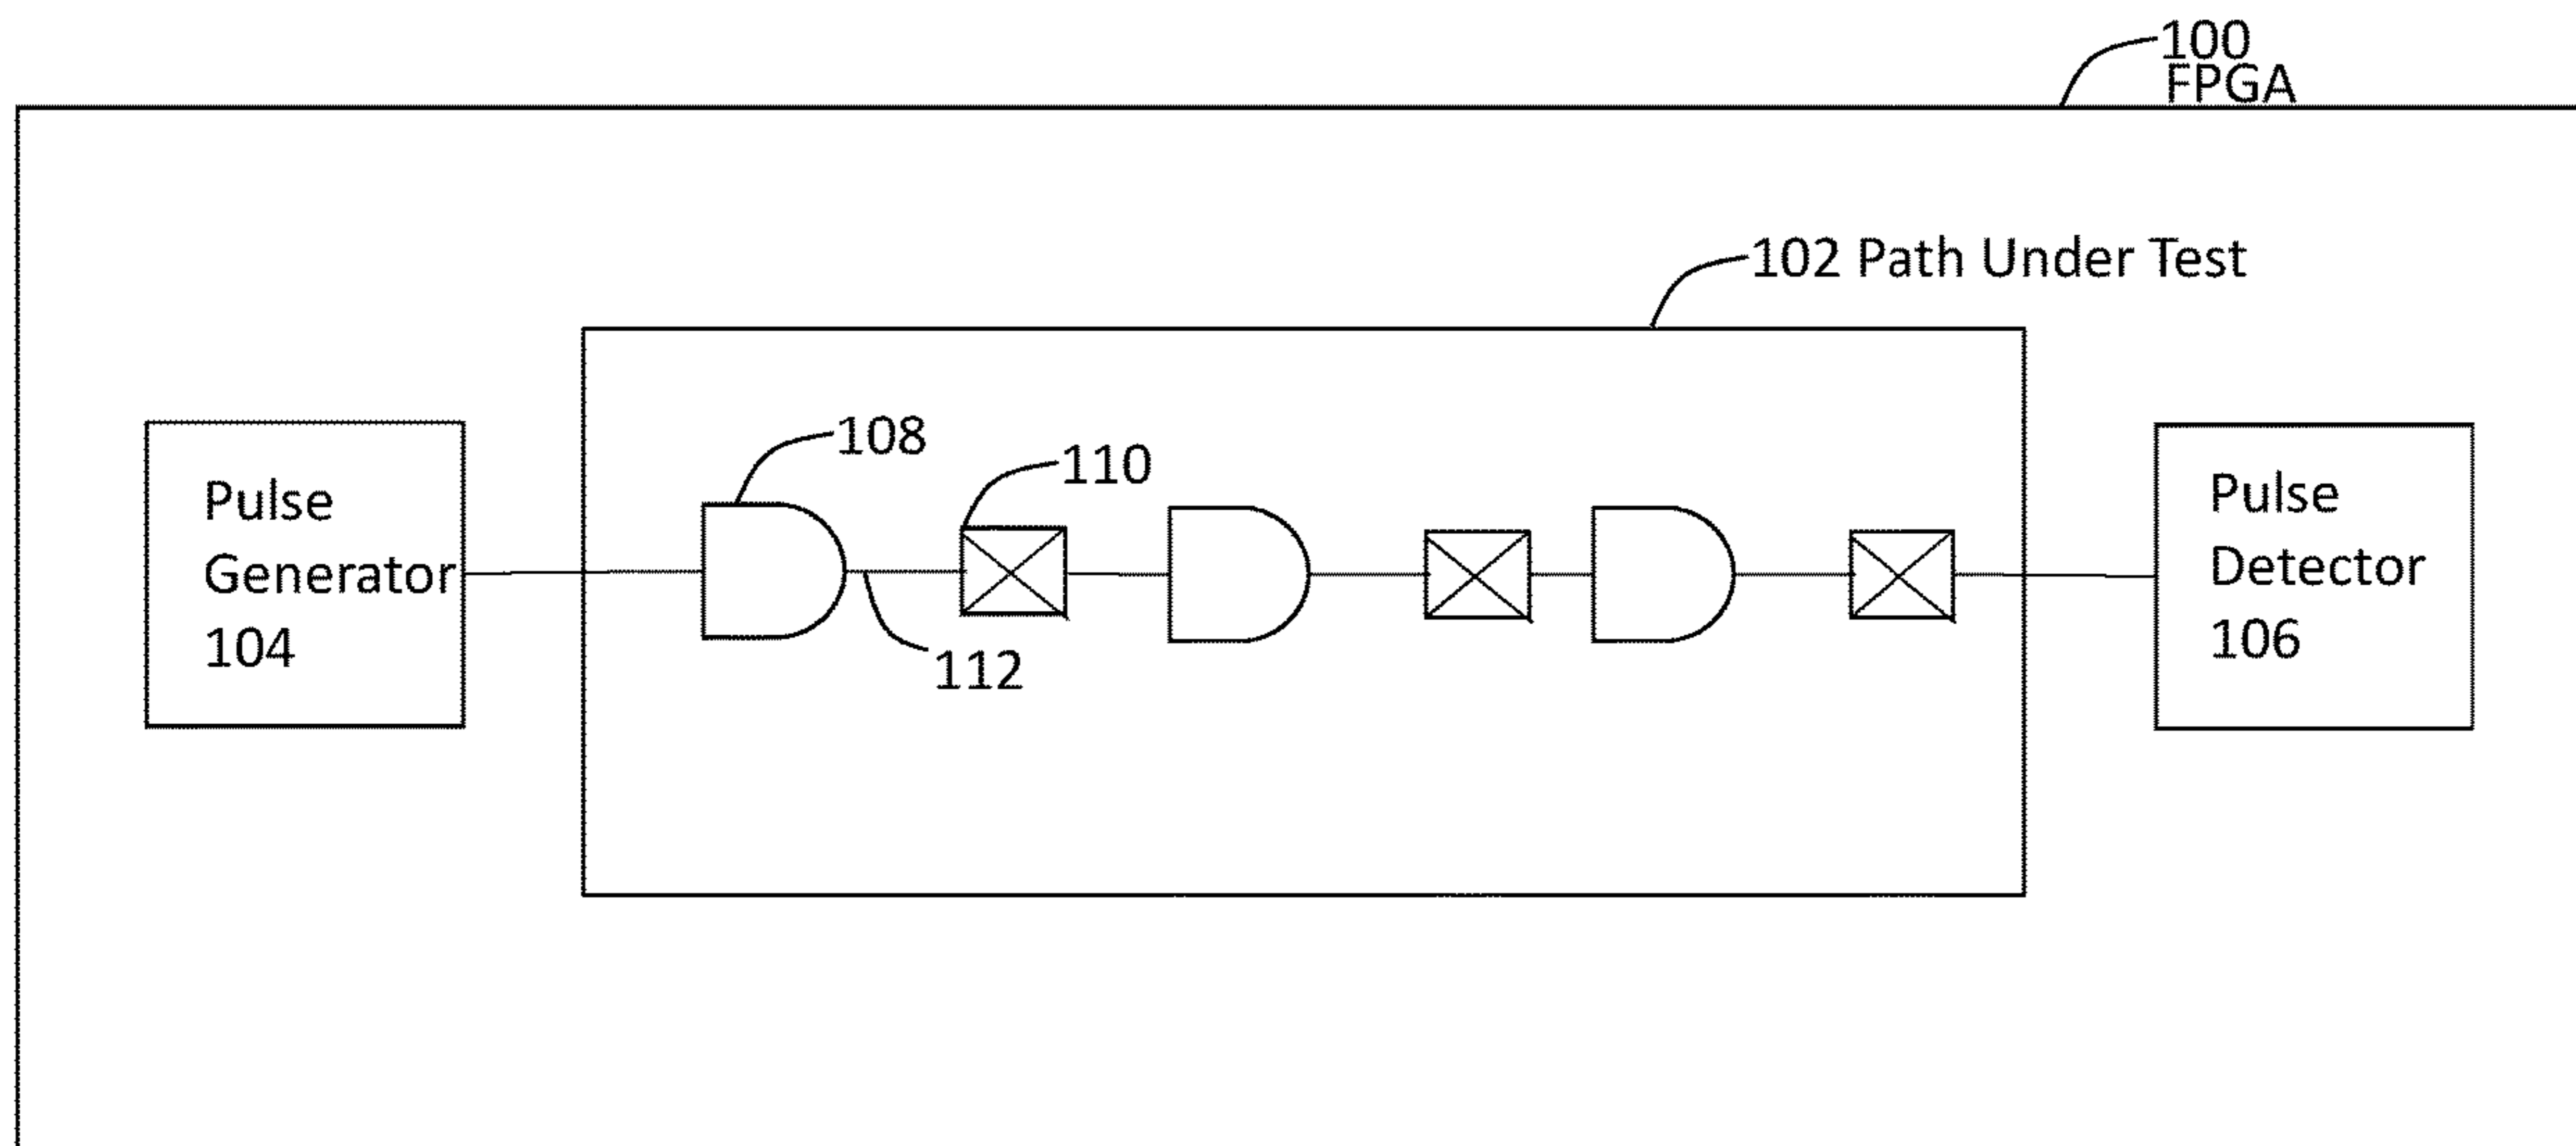 100
FPGA
102 Path Under Test
108
110
Pulse
Generator
104
112
Pulse
Detector
106